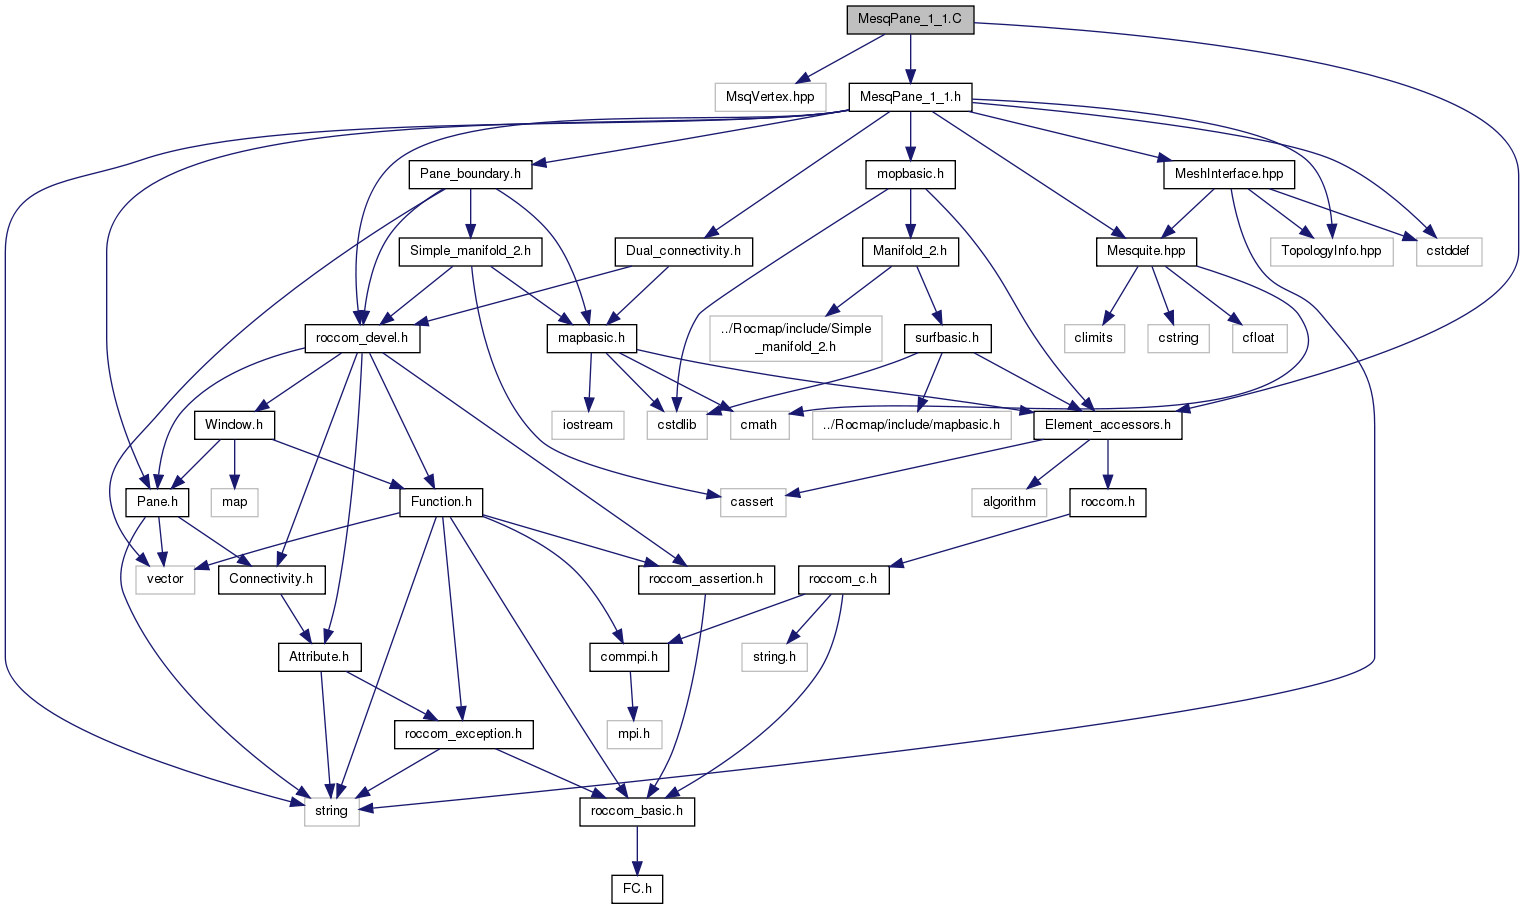 MesqPane_1_1.C
MsqVertex.hpp
MesqPane_1_1.h
Pane_boundary.h
mopbasic.h
MeshInterface.hpp
Simple_manifold_2.h
Dual_connectivity.h
Manifold_2.h
Mesquite.hpp
TopologyInfo.hpp
cstddef
roccom_devel.h
mapbasic.h
../Rocmap/include/Simple
_manifold_2.h
surfbasic.h
climits
cstring
cfloat
Window.h
iostream
cstdlib
cmath
../Rocmap/include/mapbasic.h
Element_accessors.h
Pane.h
map
Function.h
cassert
algorithm
roccom.h
vector
Connectivity.h
roccom_assertion.h
roccom_c.h
Attribute.h
commpi.h
string.h
roccom_exception.h
mpi.h
string
roccom_basic.h
FC.h